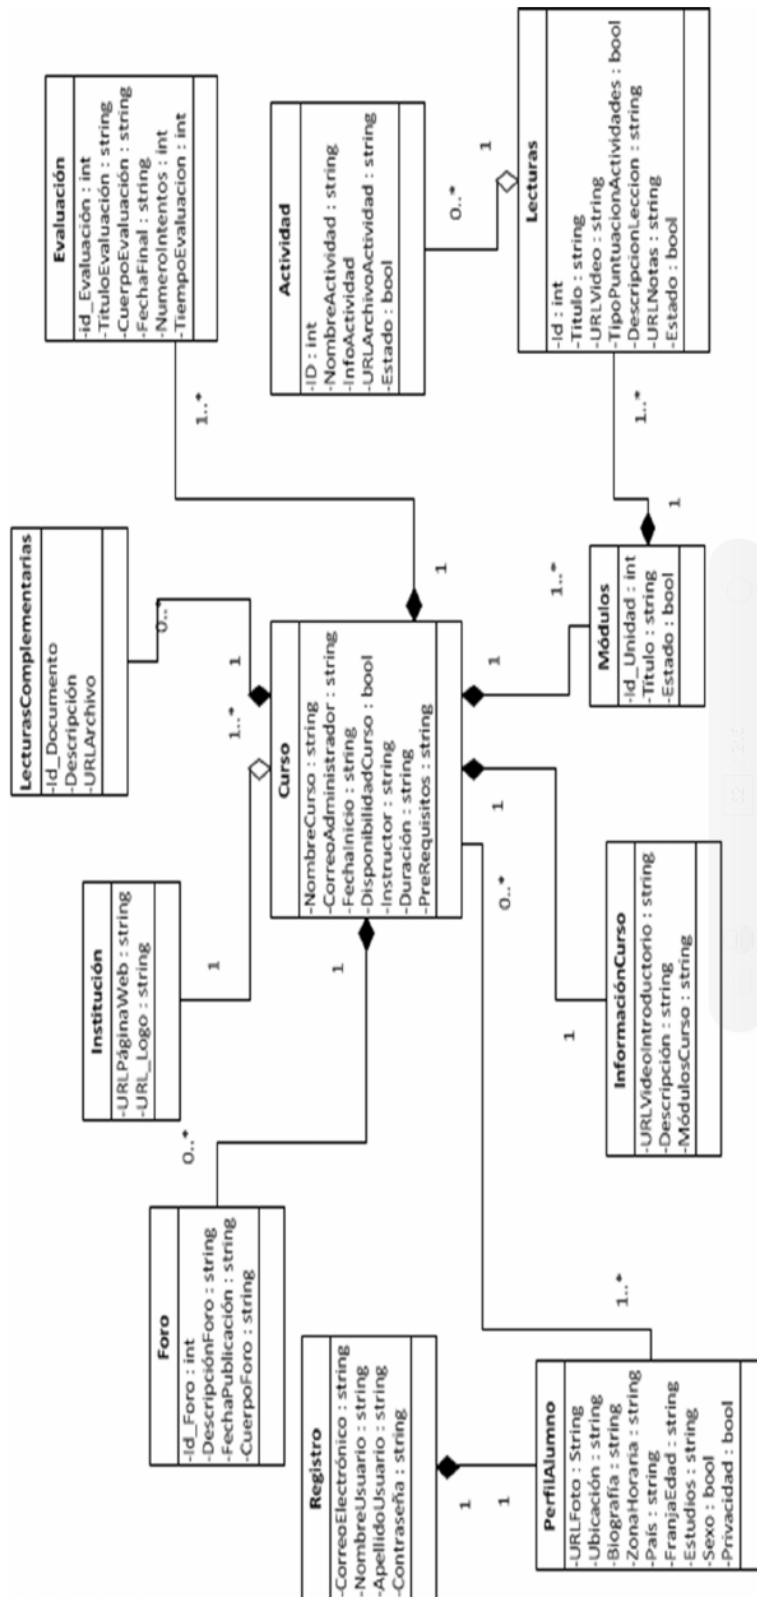 Foro
-Id_Foro : int
-DescripciónForo : string
-FechaPublicación : string
-CuerpoForo : string
0..*
1
Institución
-URLPáginaWeb : string
-URL_Logo : string
1
1..*
LecturasComplementarias
-Id_Documento
-Descripción
-URLArchivo
0..*
1
Evaluación
-id_Evaluación : int
-TítuloEvaluación : string
-CuerpoEvaluación : string
-FechaFinal : string
-NumeroIntentos : int
-TiempoEvaluacion : int
1..*
1
Registro
-CorreoElectrónico : string
-NombreUsuario : string
-ApellidoUsuario : string
-Contraseña : string
1
1
Curso
-NombreCurso : string
-CorreoAdministrador : string
-FechaInicio : string
-DisponibilidadCurso : bool
-Instructor : string
-Duración : string
-PreRequisitos : string
0..*
1
1
Actividad
-ID : int
-NombreActividad : string
-InfoActividad
-URLArchivoActividad : string
-Estado : bool
0..*
1
PerfilAlumno
-URLFoto : String
-Ubicación : string
-Biografía : string
-ZonaHoraria : string
-País : string
-FranjaEdad : string
-Estudios : string
-Sexo : bool
-Privacidad : bool
1..*
InformaciónCurso
-URLVideoIntroductorio : string
-Descripción : string
-MódulosCurso : string
1
Módulos
-Id_Unidad : int
-Título : string
-Estado : bool
1..*
1
Lecturas
-Id : int
-Título : string
-URLVideo : string
-TipoPuntuacionActividades : bool
-DescripcionLeccion : string
-URLNotas : string
-Estado : bool
1..*